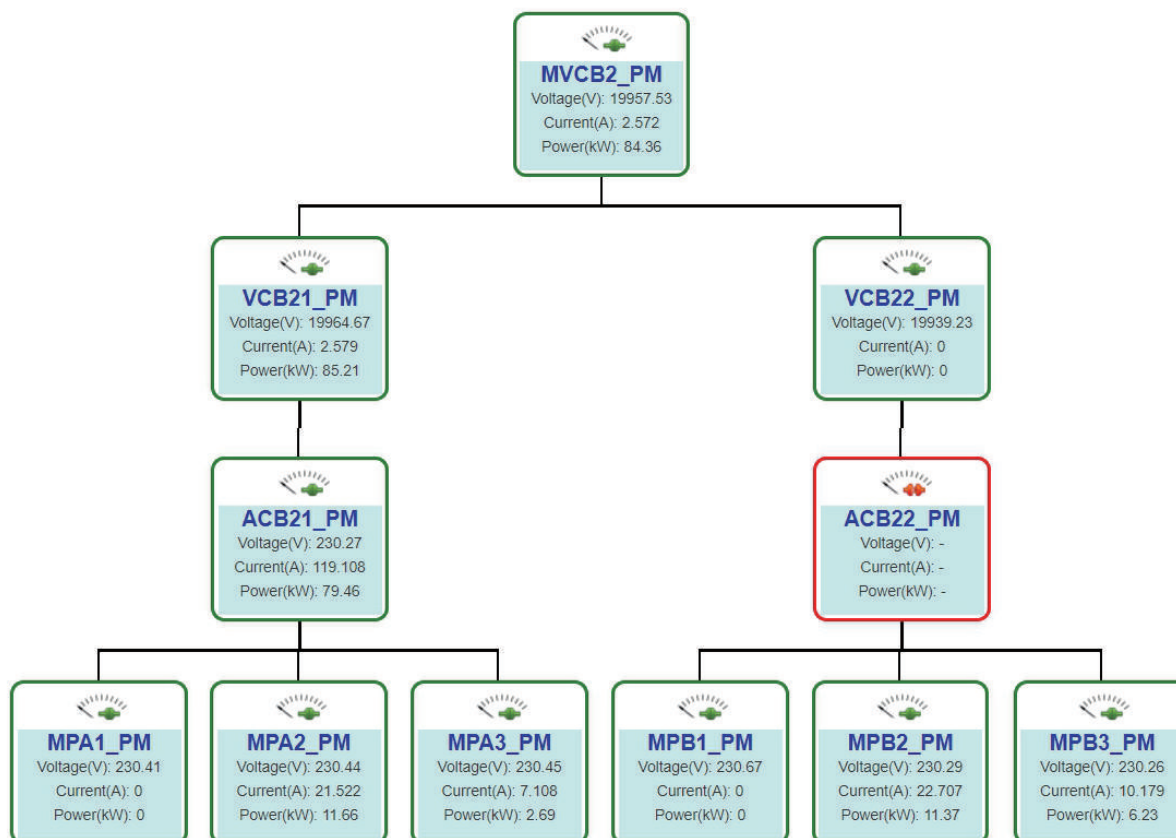 MVCB2_PM
Voltage(V): 19957.53
Current(A): 2.572
Power(kW): 84.36
VCB21_PM
Voltage(V): 19964.67
Current(A): 2.579
Power(kW): 85.21
VCB22_PM
Voltage(V): 19939.23
Current(A): 0
Power(kW): 0
ACB21_PM
Voltage(V): 230.27
Current(A): 119.108
Power(kW): 79.46
ACB22_PM
Voltage(V): -
Current(A): -
Power(kW): -
MPA1_PM
Voltage(V): 230.41
Current(A): 0
Power(kW): 0
MPA2_PM
Voltage(V): 230.44
Current(A): 21.522
Power(kW): 11.66
MPA3_PM
Voltage(V): 230.45
Current(A): 7.108
Power(kW): 2.69
MPB1_PM
Voltage(V): 230.67
Current(A): 0
Power(kW): 0
MPB2_PM
Voltage(V): 230.29
Current(A): 22.707
Power(kW): 11.37
MPB3_PM
Voltage(V): 230.26
Current(A): 10.179
Power(kW): 6.23